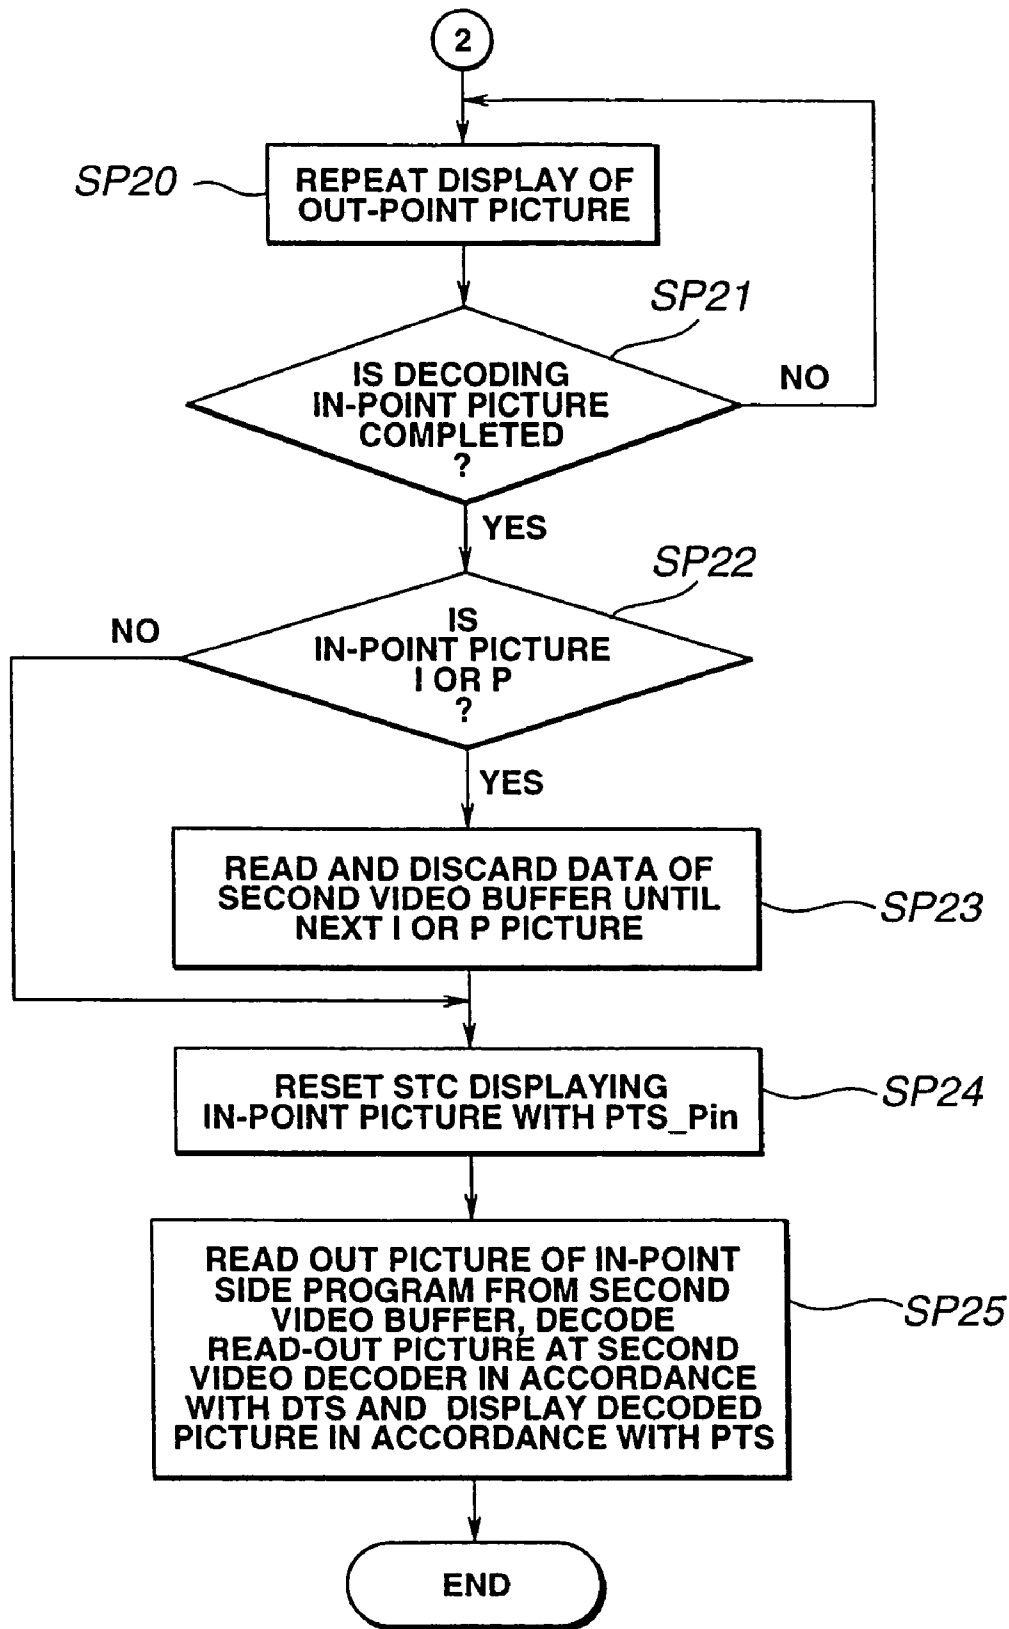 2
SP20
REPEAT DISPLAY OF
OUT-POINT PICTURE
SP21
IS DECODING
IN-POINT PICTURE
COMPLETED
?
NO
YES
SP22
IS
IN-POINT PICTURE
I OR P
?
NO
YES
READ AND DISCARD DATA OF
SECOND VIDEO BUFFER UNTIL
NEXT I OR P PICTURE
SP23
RESET STC DISPLAYING
IN-POINT PICTURE WITH PTS_Pin
SP24
READ OUT PICTURE OF IN-POINT
SIDE PROGRAM FROM SECOND
VIDEO BUFFER, DECODE
READ-OUT PICTURE AT SECOND
VIDEO DECODER IN ACCORDANCE
WITH DTS AND DISPLAY DECODED
PICTURE IN ACCORDANCE WITH PTS
SP25
END